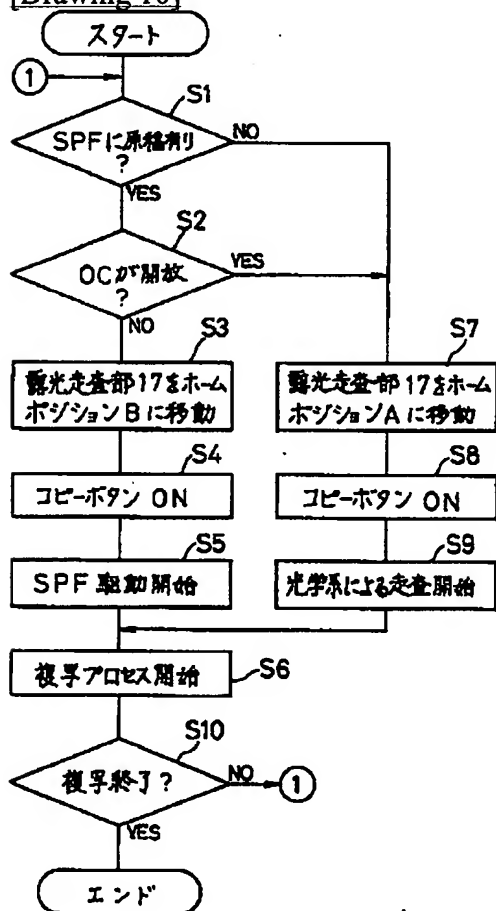 [Drawing 10]
スタート
1
S1
SPFに原稿有り
?
NO
YES
S2
OCが開放
?
YES
NO
S3
露光走査部17をホーム
ポジションBに移動
S4
コピーボタン ON
S5
SPF 駆動開始
S7
露光走査部17をホーム
ポジションAに移動
S8
コピーボタン ON
S9
光学系による走査開始
複写プロセス開始
S6
S10
複写終了?
NO
1
YES
エンド